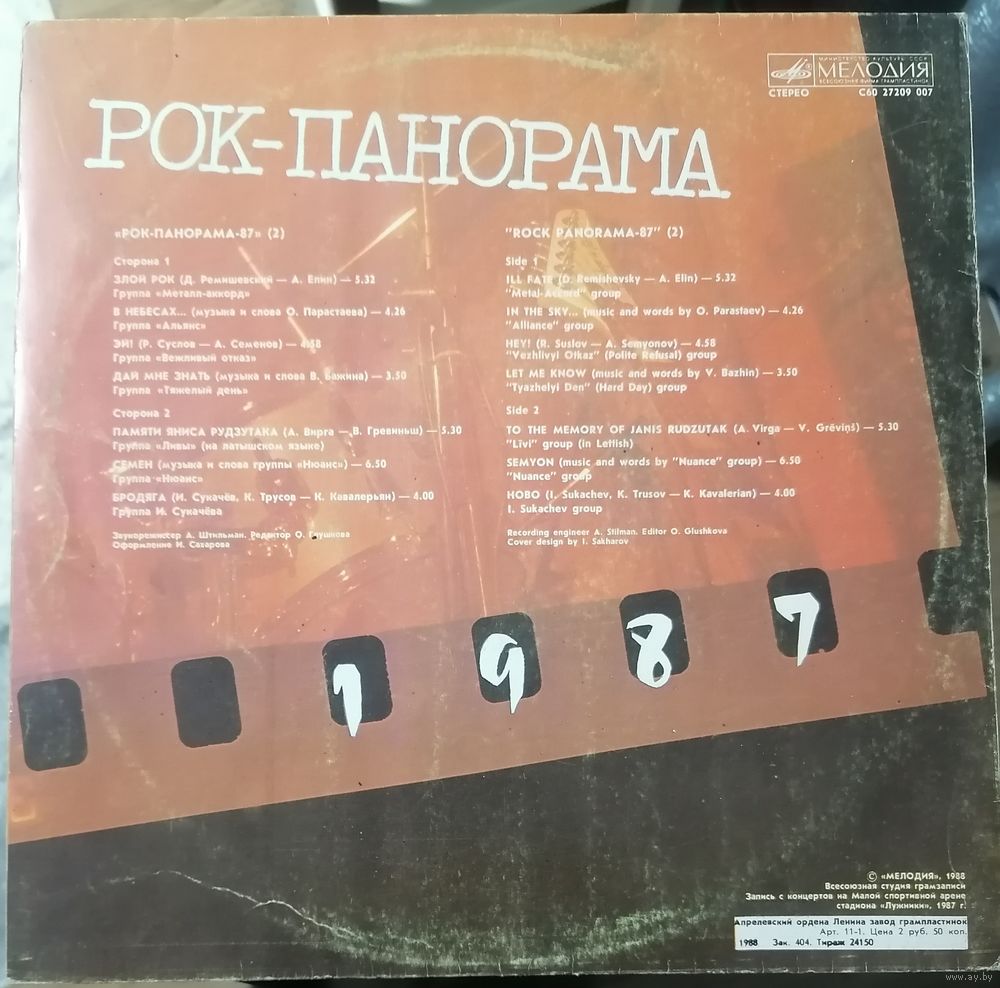 МИНИСТЕРСТВО КУЛЬТУРЫ СССР
МЕЛОДИЯ
ВСЕСОЮЗНАЯ ФИРМА ГРАМПЛАСТИНОК
СТЕРЕО С60 27209 007
РОК-ПАНОРАМА
«РОК-ПАНОРАМА-87» (2)
Сторона 1
ЗЛОЙ РОК (Д. Ремишевский — А. Елин) — 5.32
Группа «Металл-аккорд»
В НЕБЕСАХ... (музыка и слова О. Парастаева) — 4.26
Группа «Альянс»
ЭЙ! (Р. Суслов — А. Семенов) — 4.58
Группа «Вежливый отказ»
ДАЙ МНЕ ЗНАТЬ (музыка и слова В. Бажина) — 3.50
Группа «Тяжелый день»
Сторона 2
ПАМЯТИ ЯНИСА РУДЗУТАКА (А. Вирга — В. Гревиньш) — 5.30
Группа «Ливы» (на латышском языке)
СЕМЕН (музыка и слова группы «Нюанс») — 6.50
Группа «Нюанс»
БРОДЯГА (И. Сукачёв, К. Трусов — К. Кавалерьян) — 4.00
Группа И. Сукачёва
Звукорежиссер А. Штильман. Редактор О. Глушкова
Оформление И. Сахарова
"ROCK PANORAMA-87" (2)
Side 1
ILL FATE (D. Remishevsky — A. Elin) — 5.32
"Metal-Accord" group
IN THE SKY... (music and words by O. Parastaev) — 4.26
"Alliance" group
HEY! (R. Suslov — A. Semyonov) — 4.58
"Vezhlivyi Otkaz" (Polite Refusal) group
LET ME KNOW (music and words by V. Bazhin) — 3.50
"Tyazhelyi Den" (Hard Day) group
Side 2
TO THE MEMORY OF JANIS RUDZUTAK (A. Virga — V. Grēviņš) — 5.30
"Līvi" group (in Lettish)
SEMYON (music and words by "Nuance" group) — 6.50
"Nuance" group
HOBO (I. Sukachev, K. Trusov — K. Kavalerian) — 4.00
I. Sukachev group
Recording engineer A. Stilman. Editor O. Glushkova
Cover design by I. Sakharov
1987
© «МЕЛОДИЯ», 1988
Всесоюзная студия грамзаписи
Запись с концертов на Малой спортивной арене
стадиона «Лужники», 1987 г.
Апрелевский ордена Ленина завод грампластинок
Арт. 11-1. Цена 2 руб. 50 коп.
1988 Зак. 404. Тираж 24150
www.ay.by